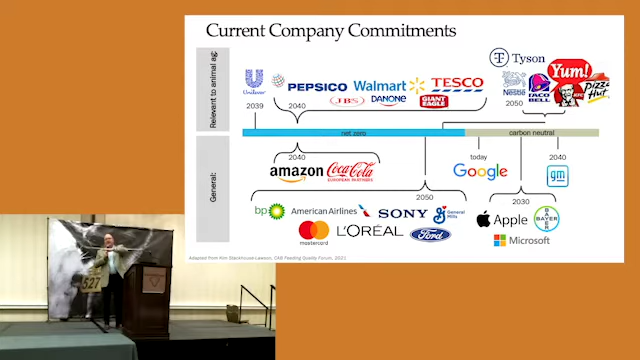 Current Company Commitments
Relevant to animal ag:
Unilever
PEPSICO
Walmart
TESCO
JBS
DANONE
GIANT EAGLE
Tyson
Nestle
TACO BELL
Yum!
KFC
Pizza Hut
2039
2040
2050
net zero
carbon neutral
General:
2040
amazon
Coca-Cola
EUROPEAN PARTNERS
2050
today
Google
2040
gm
bp
American Airlines
SONY
General Mills
mastercard
L'ORÉAL
Ford
2030
Apple
BAYER
Microsoft
Adapted from Kim Stackhouse-Lawson, CAB Feeding Quality Forum, 2021
527